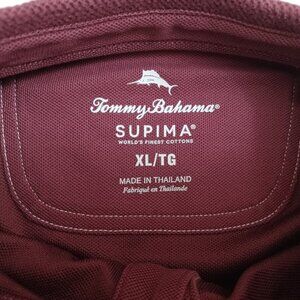 Tommy Bahama®
SUPIMA®
WORLD'S FINEST COTTONS
XL/TG
MADE IN THAILAND
Fabriqué en Thaïlande